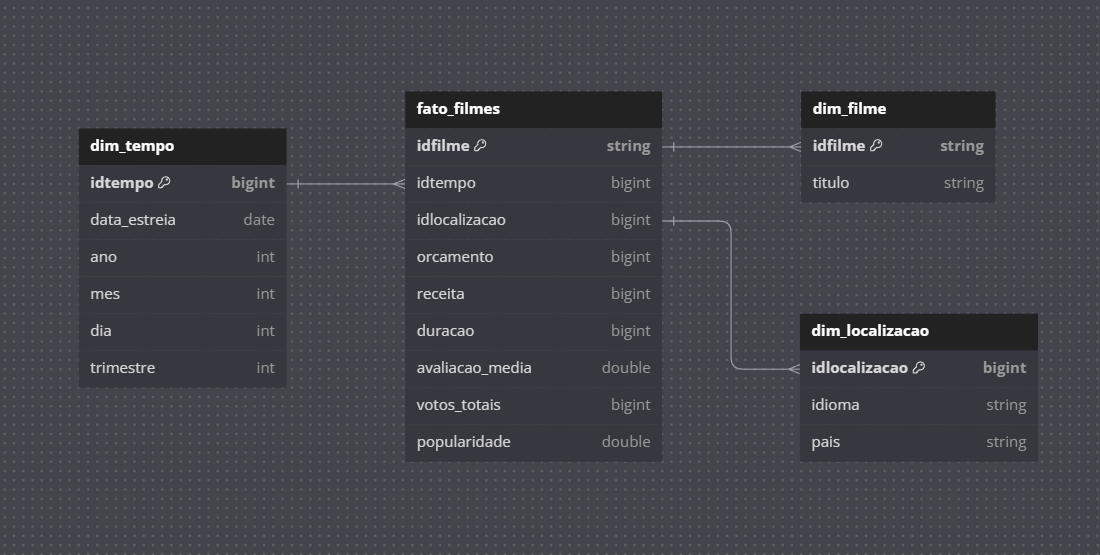 dim_tempo
idtempo bigint
data_estreia date
ano int
mes int
dia int
trimestre int
fato_filmes
idfilme string
idtempo bigint
idlocalizacao bigint
orcamento bigint
receita bigint
duracao bigint
avaliacao_media double
votos_totais bigint
popularidade double
dim_filme
idfilme string
titulo string
dim_localizacao
idlocalizacao bigint
idioma string
pais string